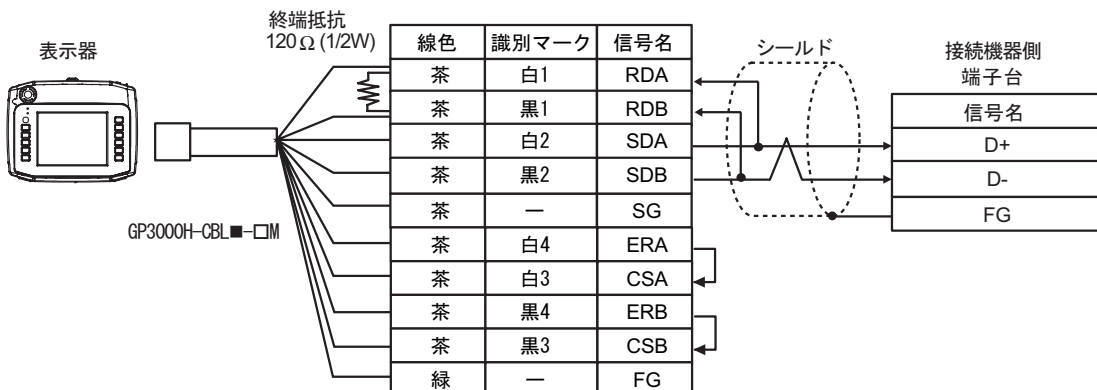 表示器
GP3000H-CBL■-□M
終端抵抗
120Ω (1/2W)
線色 識別マーク 信号名
茶 白1 RDA
茶 黒1 RDB
茶 白2 SDA
茶 黒2 SDB
茶 — SG
茶 白4 ERA
茶 白3 CSA
茶 黒4 ERB
茶 黒3 CSB
緑 — FG
シールド
接続機器側
端子台
信号名
D+
D-
FG